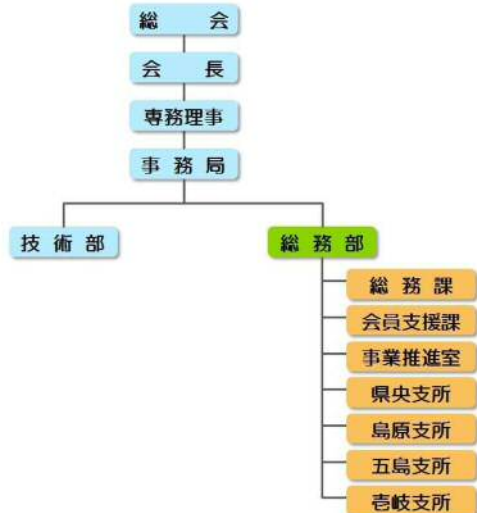 総 会
会 長
専務理事
事 務 局
技 術 部
総 務 部
総 務 課
会員支援課
事業推進室
県央支所
島原支所
五島支所
壱岐支所